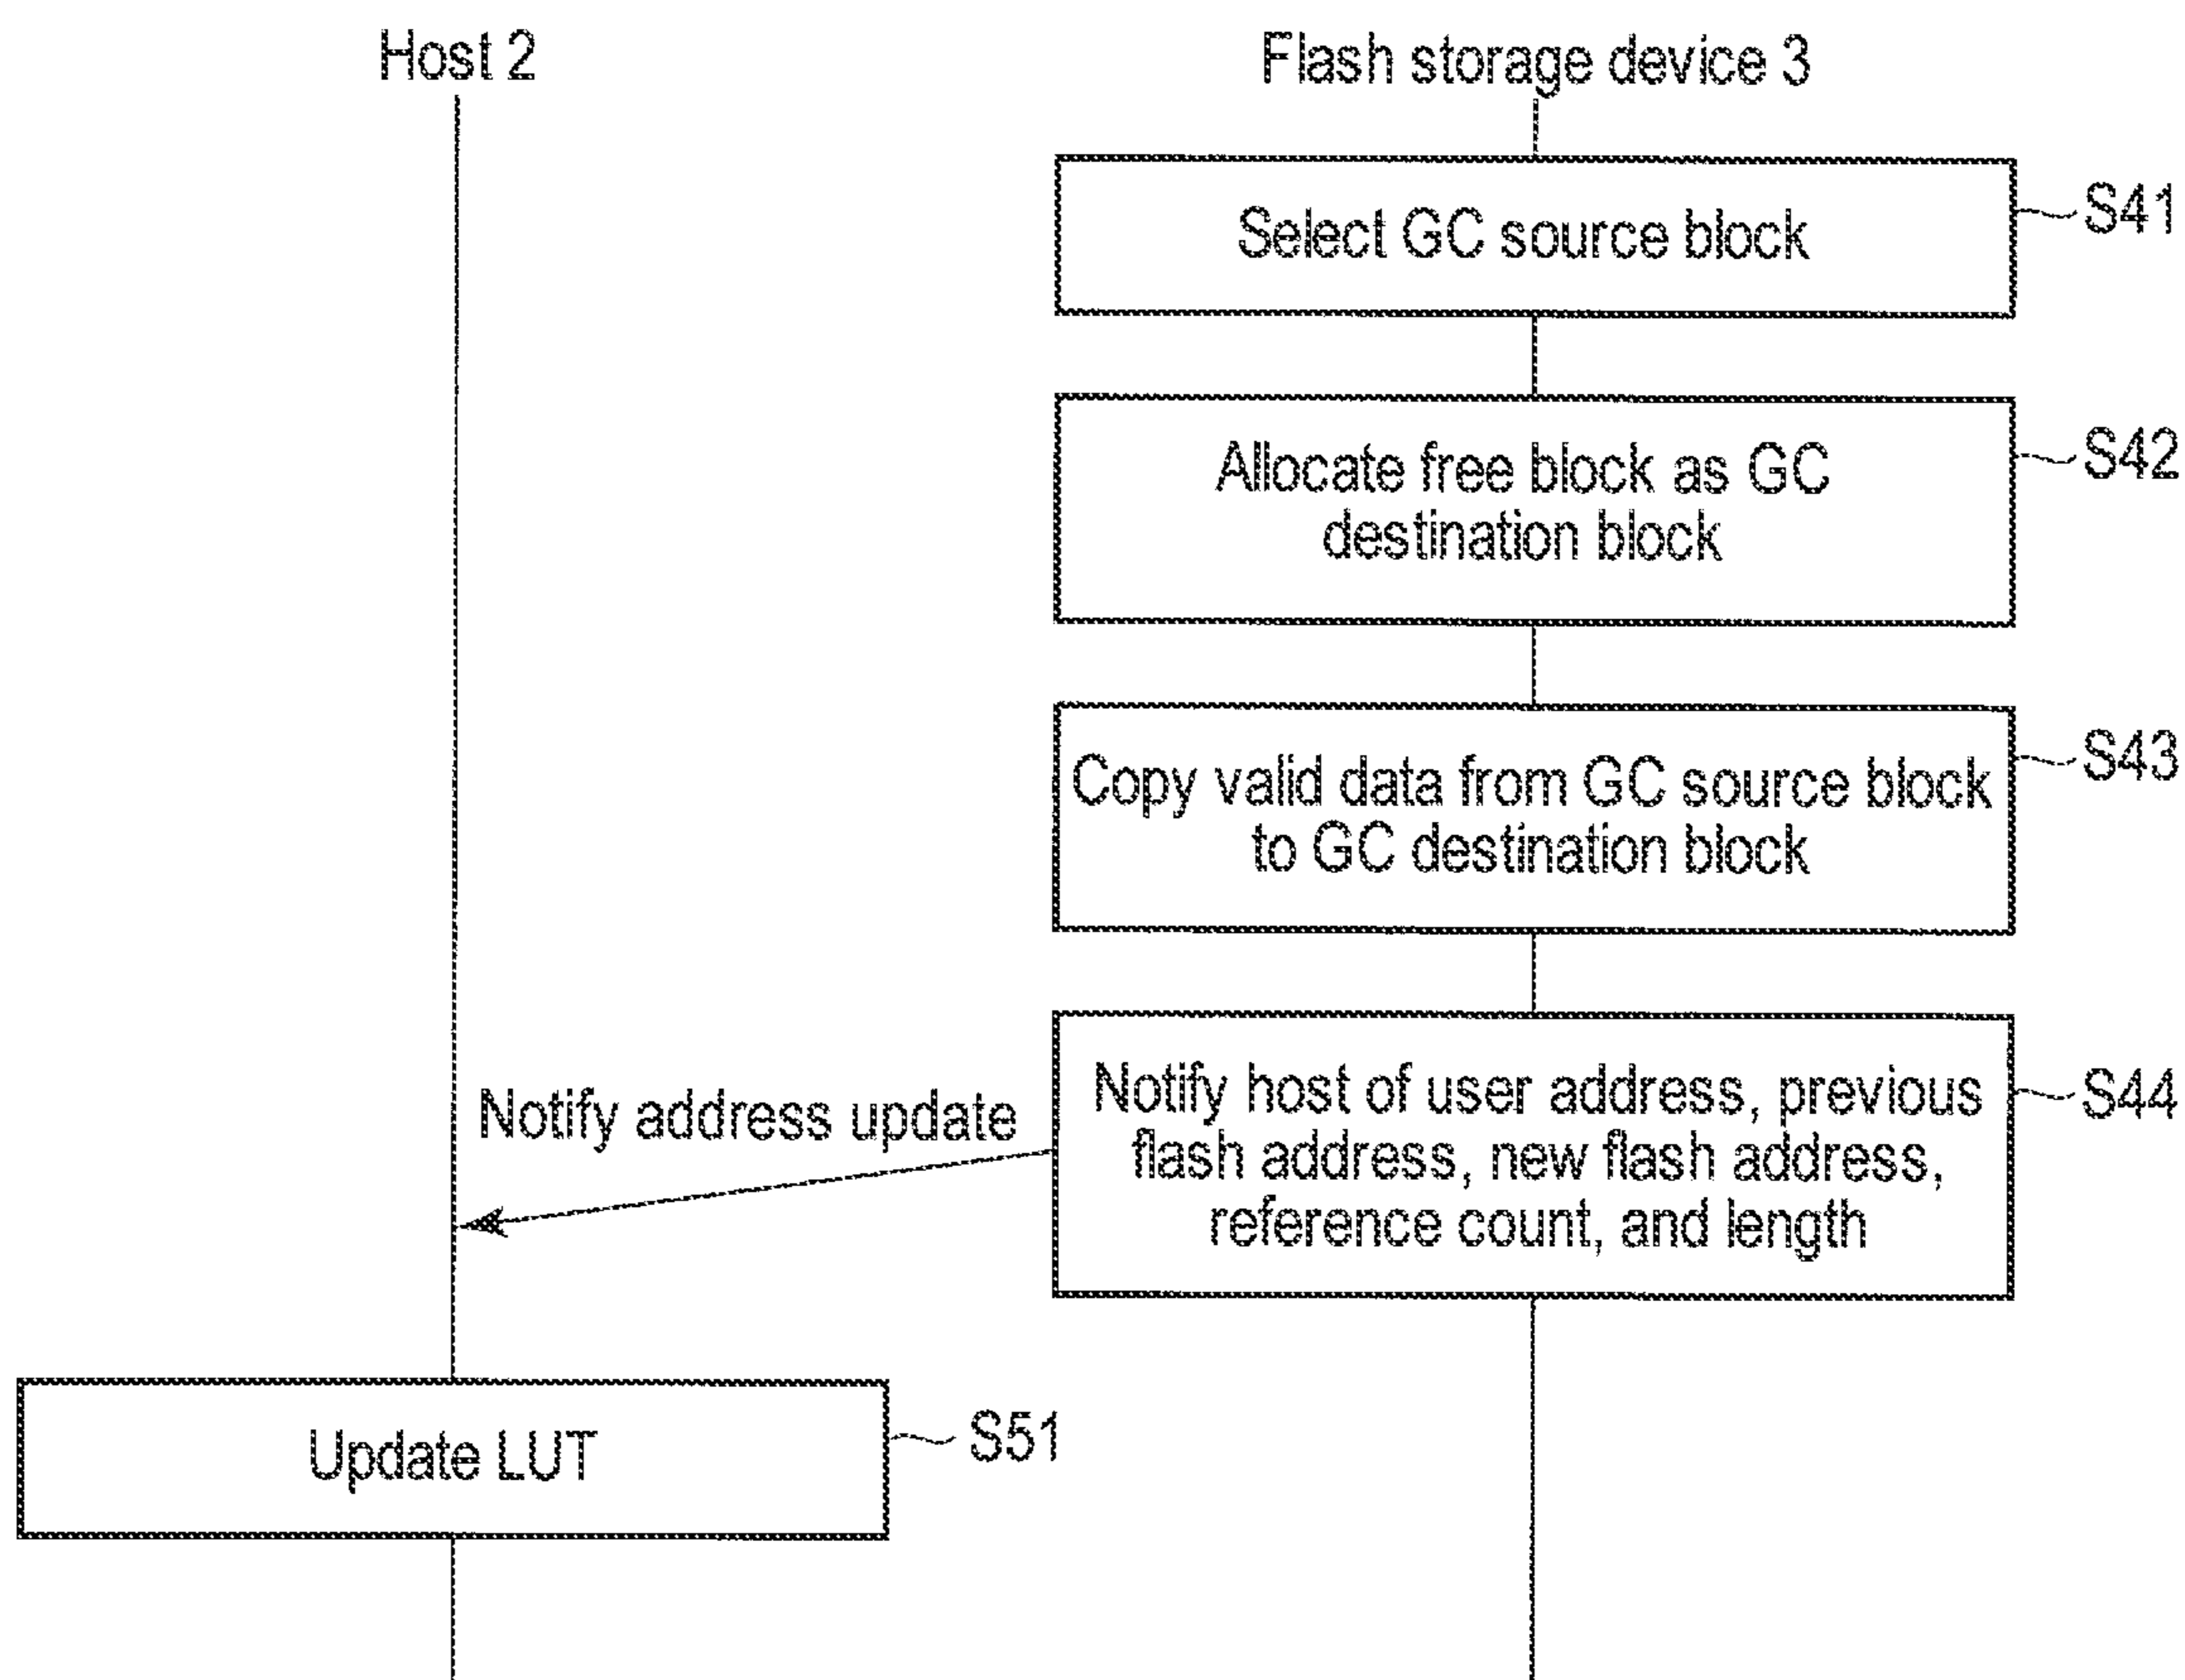 Host 2
Flash storage device 3
Select GC source block
S41
Allocate free block as GC
destination block
S42
Copy valid data from GC source block
to GC destination block
S43
Notify host of user address, previous
flash address, new flash address,
reference count, and length
S44
Notify address update
Update LUT
S51